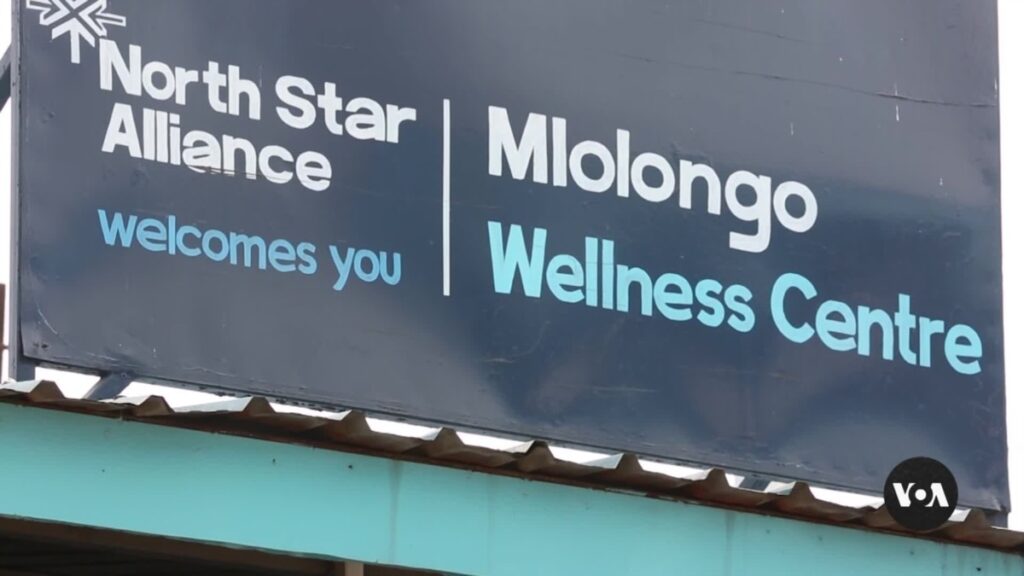 North Star
Alliance
welcomes you
Mlolongo
Wellness Centre
VOA